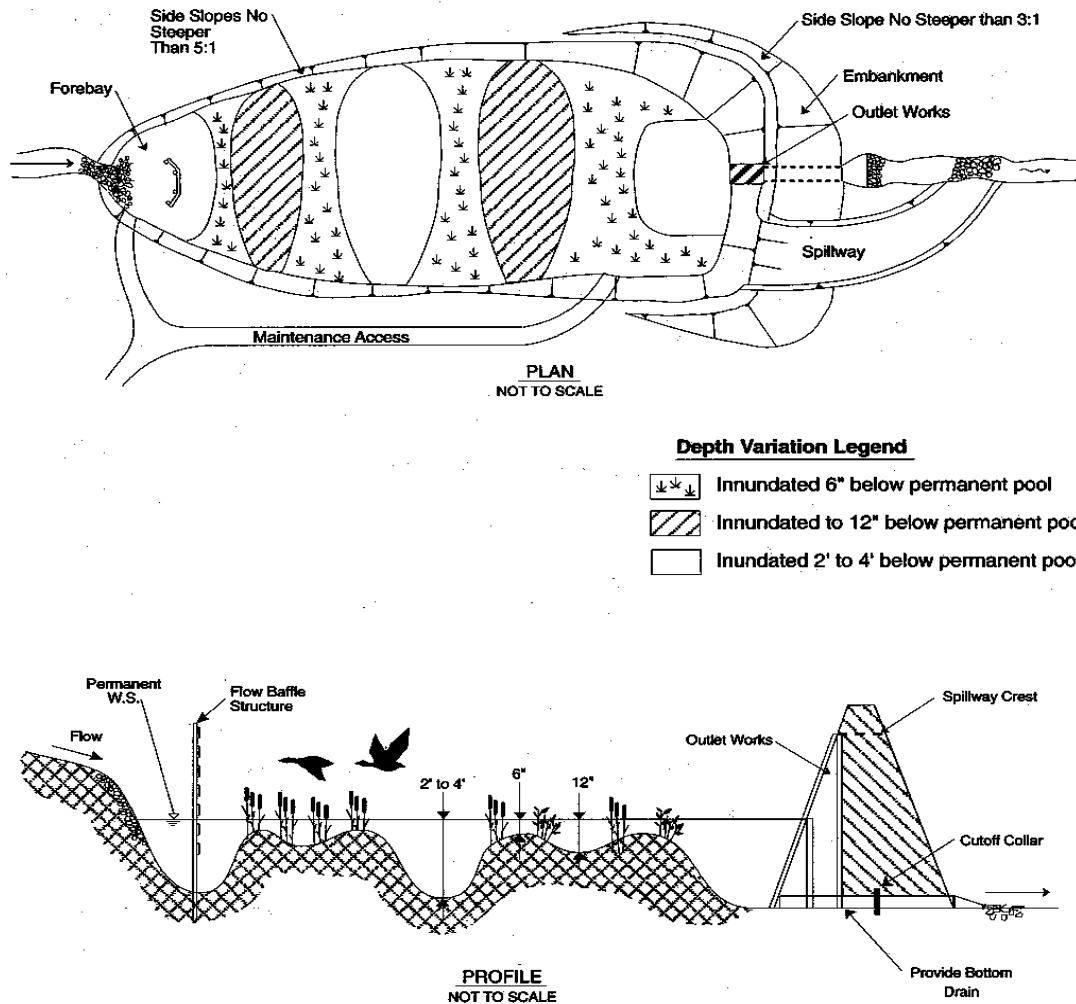 Side Slopes No
Steeper
Than 5:1
Side Slope No Steeper than 3:1
Forebay
Embankment
Outlet Works
Spillway
Maintenance Access
PLAN
NOT TO SCALE
Depth Variation Legend
Innundated 6" below permanent pool
Innundated to 12" below permanent poo
Inundated 2' to 4' below permanent poo
Permanent
W.S.
Flow Baffle
Structure
Spillway Crest
Flow
Outlet Works
2' to 4'
6"
12"
Cutoff Collar
Provide Bottom
Drain
PROFILE
NOT TO SCALE